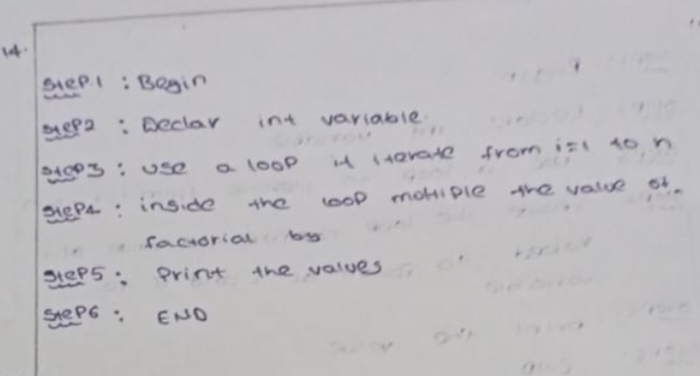 14.
Step1 : Begin
Step2 : Declar int variable
Step3 : use a loop it iterate from i=1 to n
Step4 : inside the loop multiple the value of
factorial by
Step5 : Print the values
Step6 : END